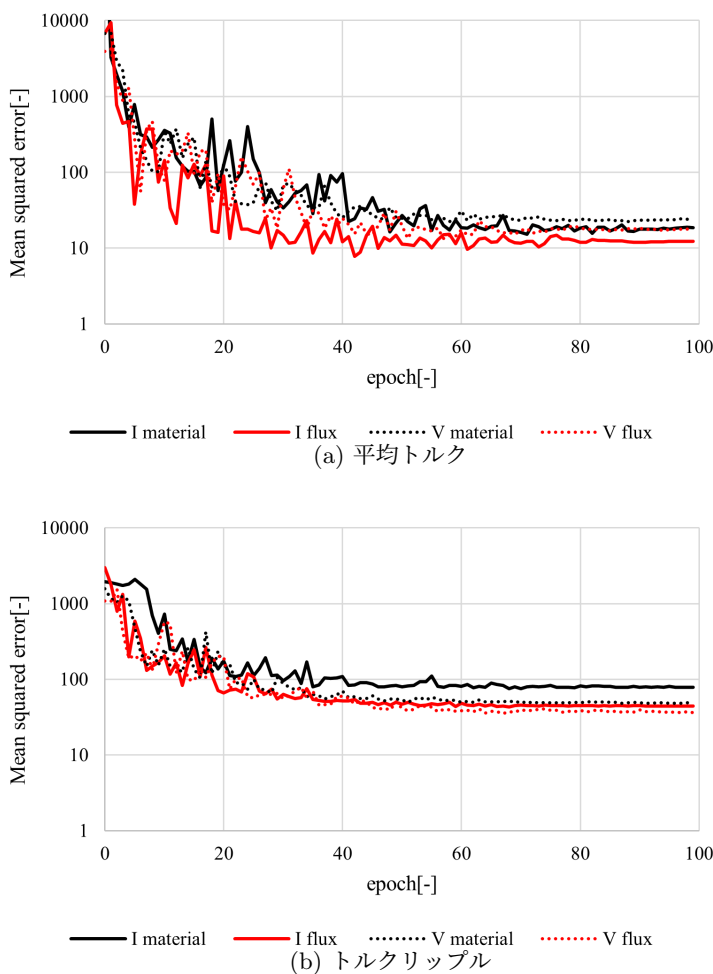 10000
1000
100
10
1
Mean squared error[-]
0 20 40 60 80 100
epoch[-]
I material I flux V material V flux
(a) 平均トルク
10000
1000
100
10
1
Mean squared error[-]
0 20 40 60 80 100
epoch[-]
I material I flux V material V flux
(b) トルクリップル